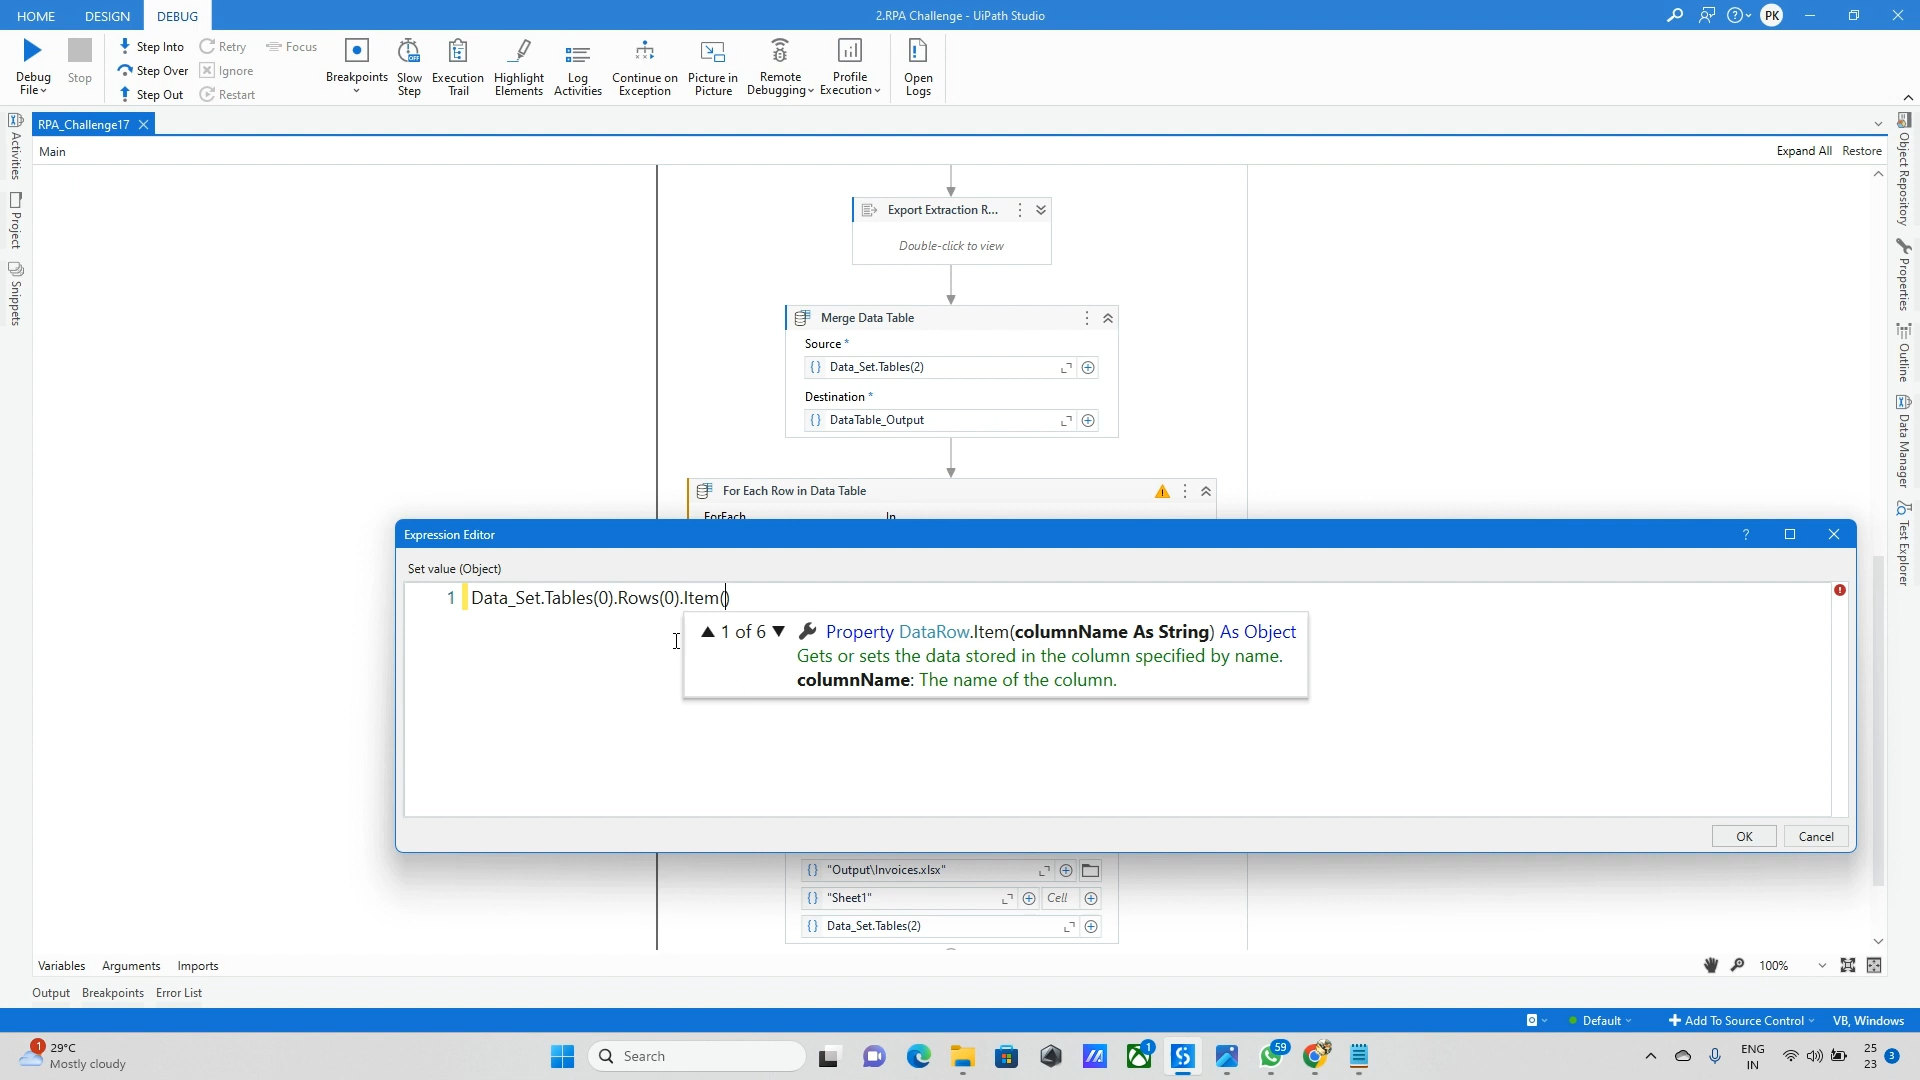 HOME DESIGN DEBUG 2.RPA Challenge - UiPath Studio PK
Debug File Stop
Step Into Retry Focus
Step Over Ignore
Step Out Restart
Breakpoints Slow Step Execution Trail Highlight Elements Log Activities Continue on Exception Picture in Picture Remote Debugging Profile Execution Open Logs
RPA_Challenge17
Main Expand All Restore
Activities
Project
Snippets
Object Repository
Properties
Outline
Data Manager
Test Explorer
Export Extraction R...
Double-click to view
Merge Data Table
Source *
{ } Data_Set.Tables(2)
Destination *
{ } DataTable_Output
For Each Row in Data Table
ForEach In
Expression Editor ?
Set value (Object)
1 Data_Set.Tables(0).Rows(0).Item()
1 of 6 Property DataRow.Item(columnName As String) As Object
Gets or sets the data stored in the column specified by name.
columnName: The name of the column.
OK Cancel
{ } "Output\Invoices.xlsx"
{ } "Sheet1" Cell
{ } Data_Set.Tables(2)
Variables Arguments Imports 100%
Output Breakpoints Error List
Default Add To Source Control VB, Windows
1 29°C
Mostly cloudy
Search
1
59
ENG
IN
25
23
3